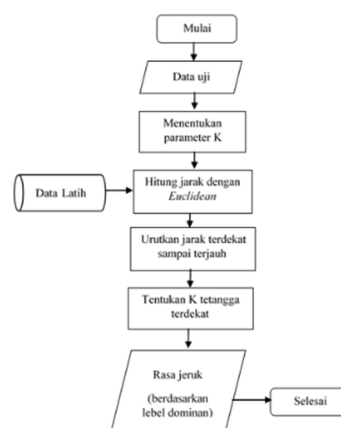 Mulai
Data uji
Menentukan
parameter K
Data Latih
Hitung jarak dengan
Euclidean
Urutkan jarak terdekat
sampai terjauh
Tentukan K tetangga
terdekat
Rasa jeruk
(berdasarkan
lebel dominan)
Selesai